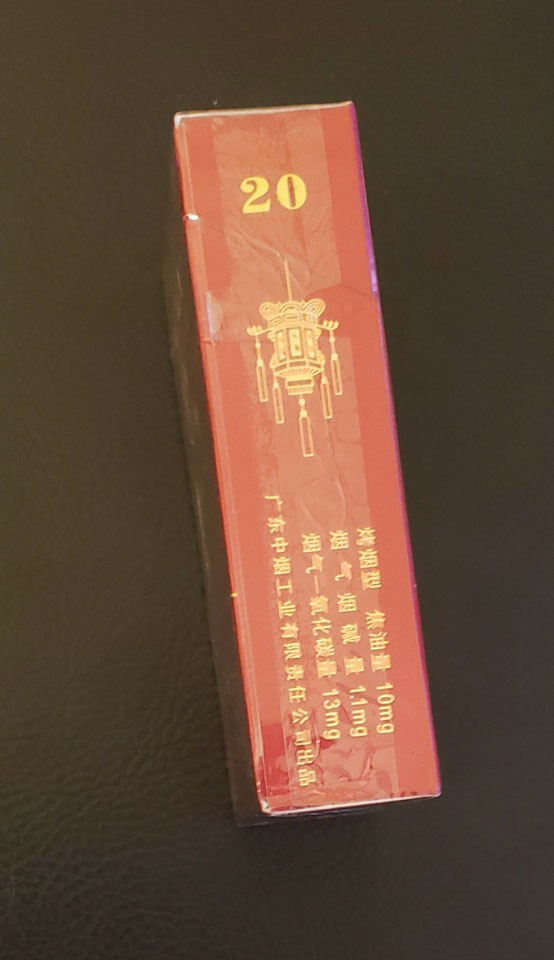 20
烤烟型 焦油量 10mg
烟气烟碱量 1.1mg
烟气一氧化碳量 13mg
广东中烟工业有限责任公司出品